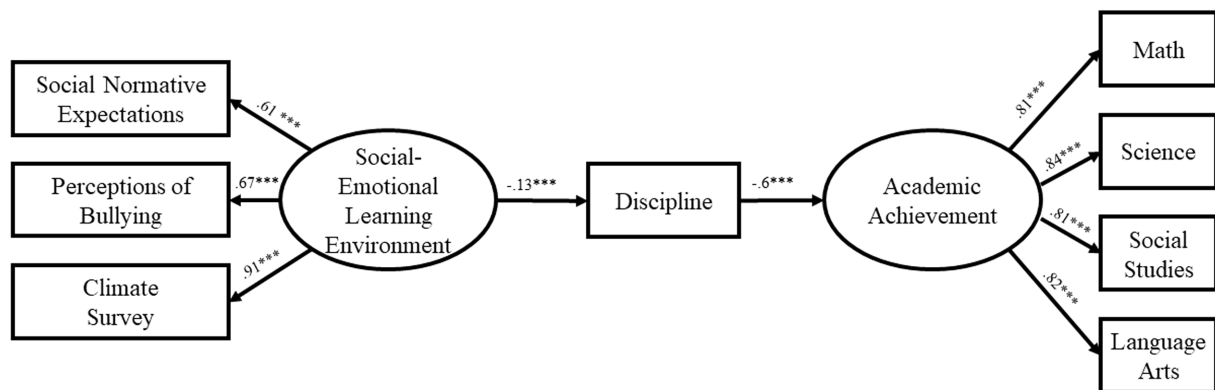 Social Normative
Expectations
.61 ***
Perceptions of
Bullying
.67***
Climate
Survey
.91***
Social-
Emotional
Learning
Environment
-.13***
Discipline
-.6***
Academic
Achievement
.81***
Math
.84***
Science
.81***
Social
Studies
.82***
Language
Arts